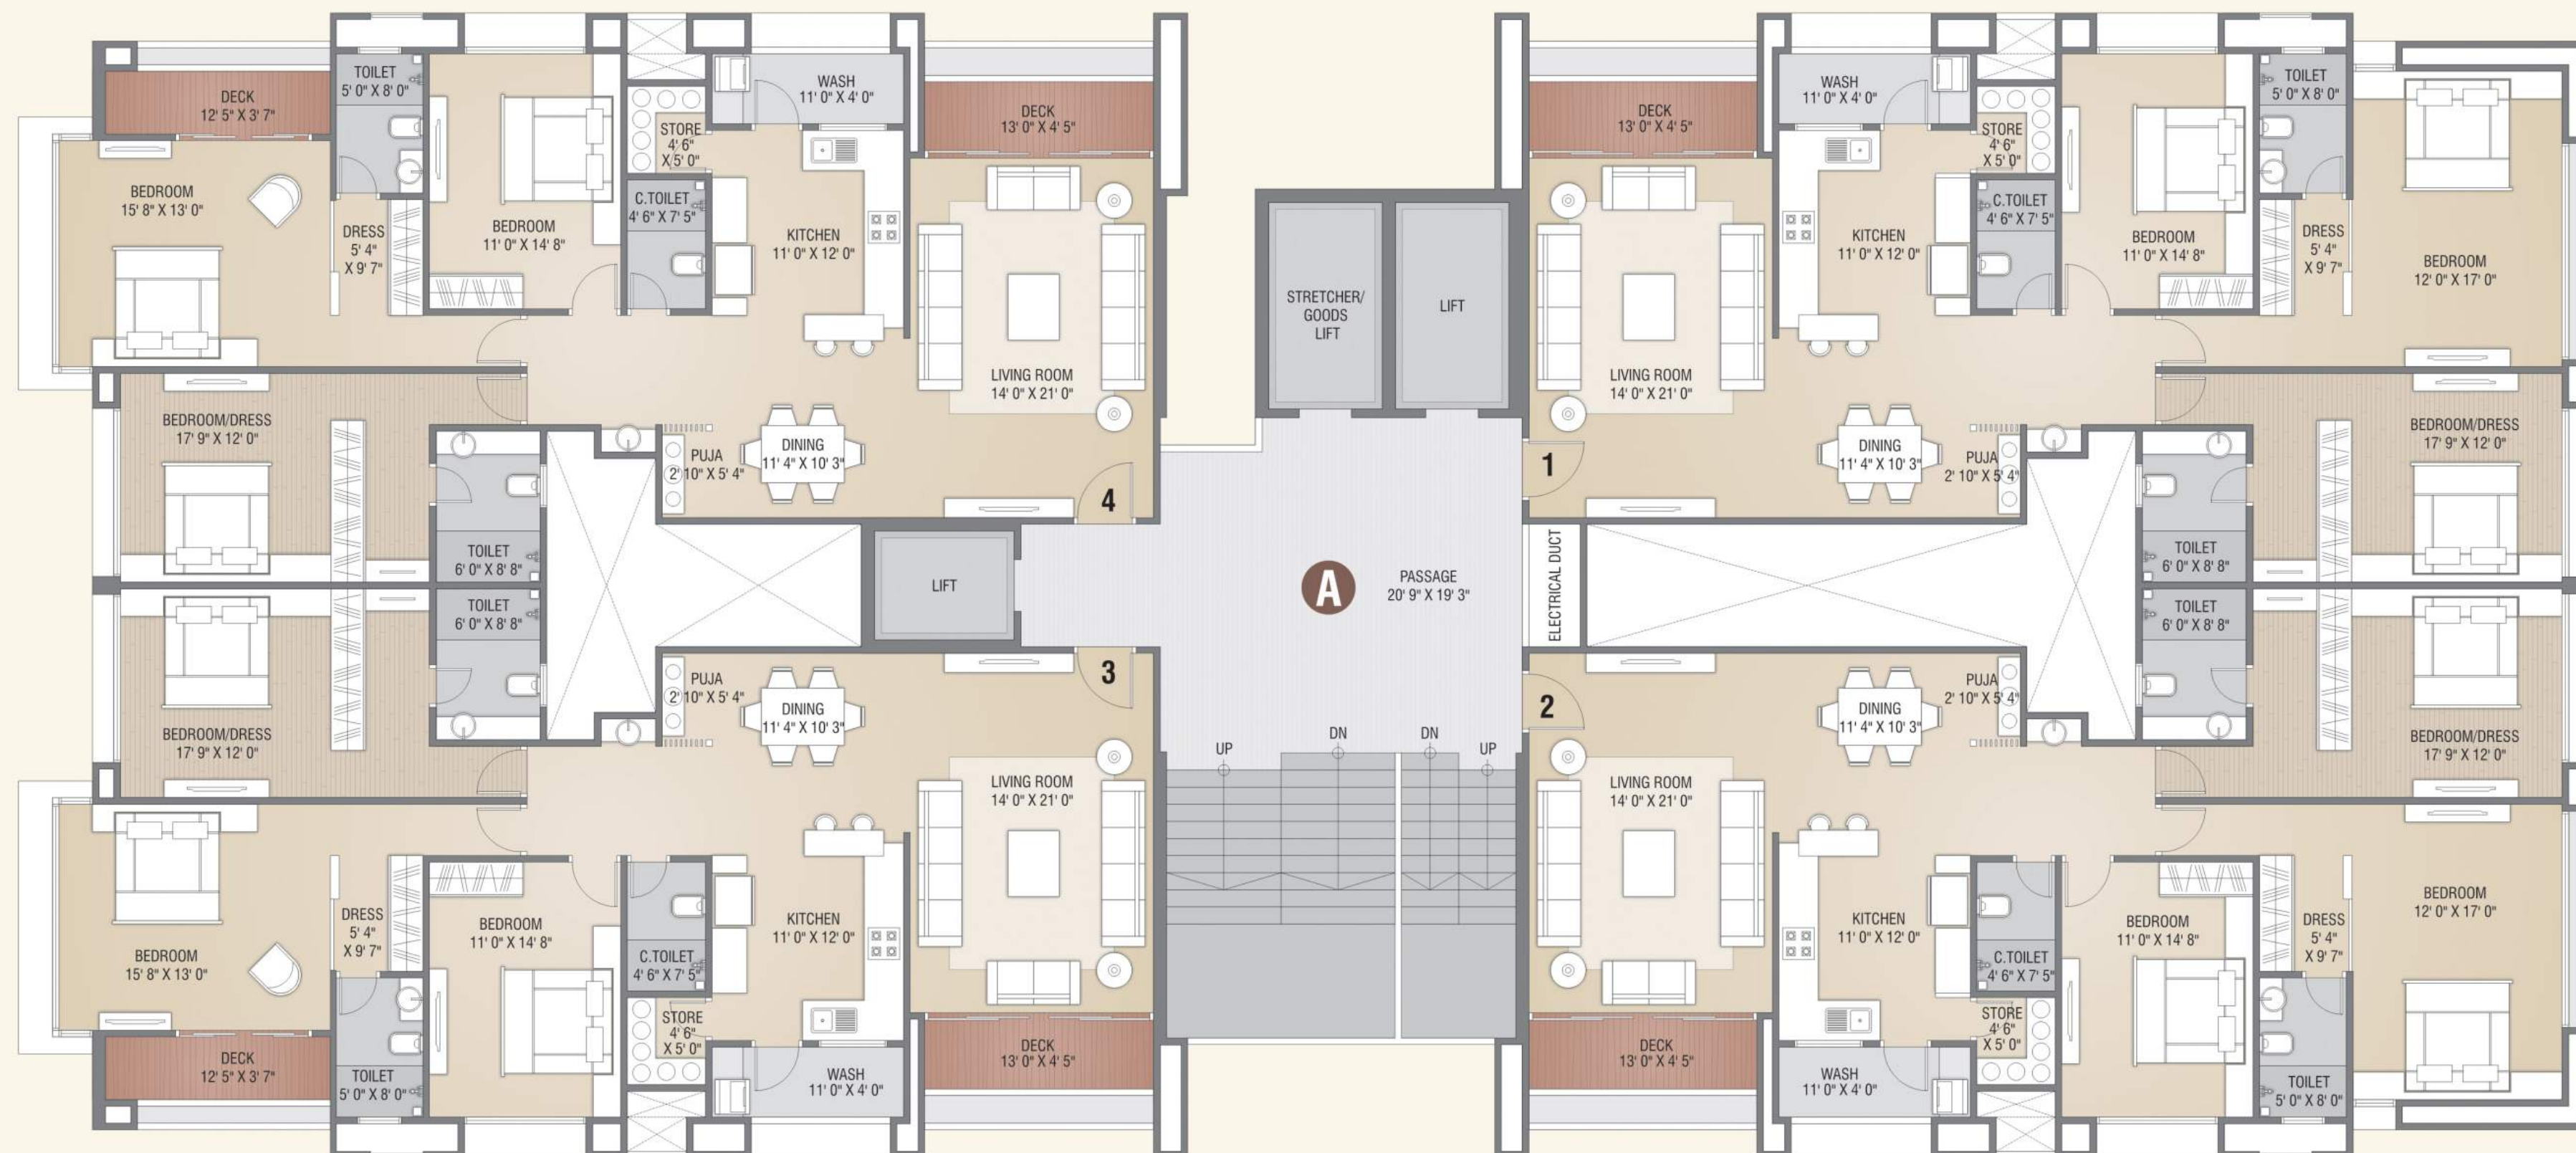 TOILET
5' 0" X 8' 0"
DECK
12' 5" X 3' 7"
BEDROOM
15' 8" X 13' 0"
DRESS
5' 4"
X 9' 7"
BEDROOM
11' 0" X 14' 8"
STORE
4' 6"
X 5' 0"
C.TOILET
4' 6" X 7' 5"
WASH
11' 0" X 4' 0"
KITCHEN
11' 0" X 12' 0"
DECK
13' 0" X 4' 5"
LIVING ROOM
14' 0" X 21' 0"
BEDROOM/DRESS
17' 9" X 12' 0"
TOILET
6' 0" X 8' 8"
PUJA
2' 10" X 5' 4"
DINING
11' 4" X 10' 3"
4
STRETCHER/
GOODS
LIFT
LIFT
DECK
13' 0" X 4' 5"
WASH
11' 0" X 4' 0"
STORE
4' 6"
X 5' 0"
C.TOILET
4' 6" X 7' 5"
KITCHEN
11' 0" X 12' 0"
LIVING ROOM
14' 0" X 21' 0"
BEDROOM
11' 0" X 14' 8"
TOILET
5' 0" X 8' 0"
DRESS
5' 4"
X 9' 7"
BEDROOM
12' 0" X 17' 0"
1
DINING
11' 4" X 10' 3"
PUJA
2' 10" X 5' 4"
BEDROOM/DRESS
17' 9" X 12' 0"
TOILET
6' 0" X 8' 8"
LIFT
A
PASSAGE
20' 9" X 19' 3"
ELECTRICAL DUCT
TOILET
6' 0" X 8' 8"
BEDROOM/DRESS
17' 9" X 12' 0"
PUJA
2' 10" X 5' 4"
DINING
11' 4" X 10' 3"
3
LIVING ROOM
14' 0" X 21' 0"
BEDROOM
15' 8" X 13' 0"
DRESS
5' 4"
X 9' 7"
BEDROOM
11' 0" X 14' 8"
C.TOILET
4' 6" X 7' 5"
KITCHEN
11' 0" X 12' 0"
STORE
4' 6"
X 5' 0"
DECK
12' 5" X 3' 7"
TOILET
5' 0" X 8' 0"
WASH
11' 0" X 4' 0"
DECK
13' 0" X 4' 5"
UP
DN
DN
UP
2
DINING
11' 4" X 10' 3"
PUJA
2' 10" X 5' 4"
TOILET
6' 0" X 8' 8"
BEDROOM/DRESS
17' 9" X 12' 0"
LIVING ROOM
14' 0" X 21' 0"
KITCHEN
11' 0" X 12' 0"
C.TOILET
4' 6" X 7' 5"
BEDROOM
11' 0" X 14' 8"
DRESS
5' 4"
X 9' 7"
BEDROOM
12' 0" X 17' 0"
STORE
4' 6"
X 5' 0"
DECK
13' 0" X 4' 5"
WASH
11' 0" X 4' 0"
TOILET
5' 0" X 8' 0"